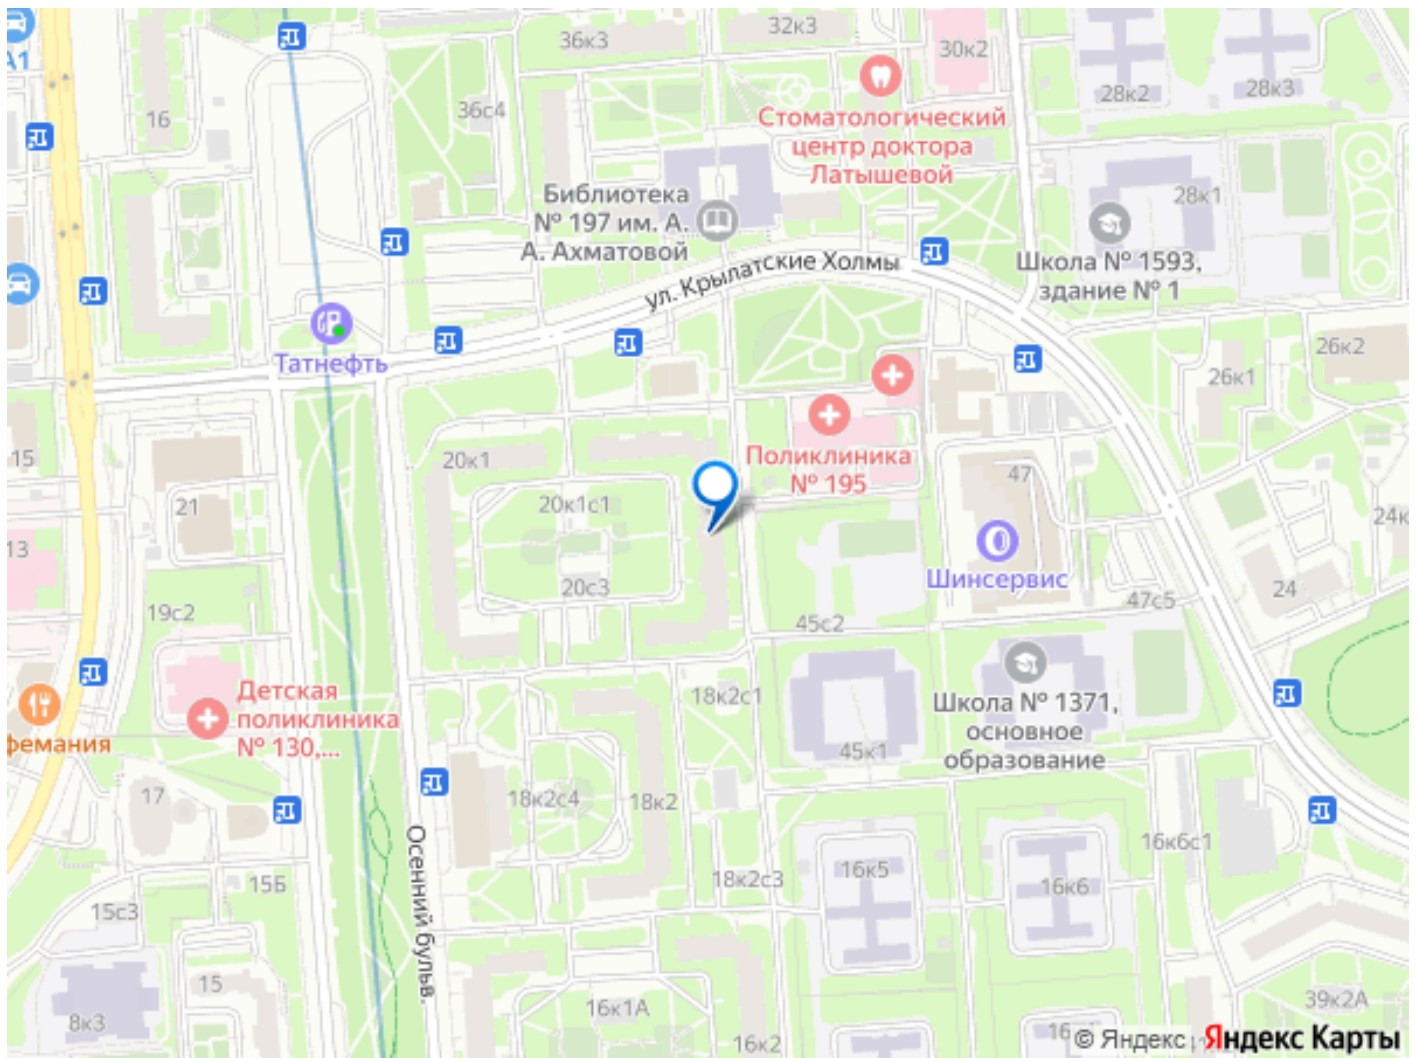 32к3
36к3
30к2
A1
28к3
28к2
36с4
16
Стоматологический
центр доктора
Латышевой
Библиотека
№ 197 им. А.
А. Ахматовой
28к1
Школа № 1593,
здание № 1
ул. Крылатские Холмы
Татнефть
26к2
26к1
15
20к1
Поликлиника
№ 195
47
21
20к1с1
24к
13
Шинсервис
20с3
24
47с5
19с2
45с2
Детская
поликлиника
№ 130,...
18к2с1
Школа № 1371,
основное
образование
фемания
45к1
17
18к2с4
18к2
Осенний бульв.
16к6с1
16к5
18к2с3
16к6
15Б
15с3
15
16к1А
39к2А
8к3
16к2
16
© Яндекс
Яндекс Карты